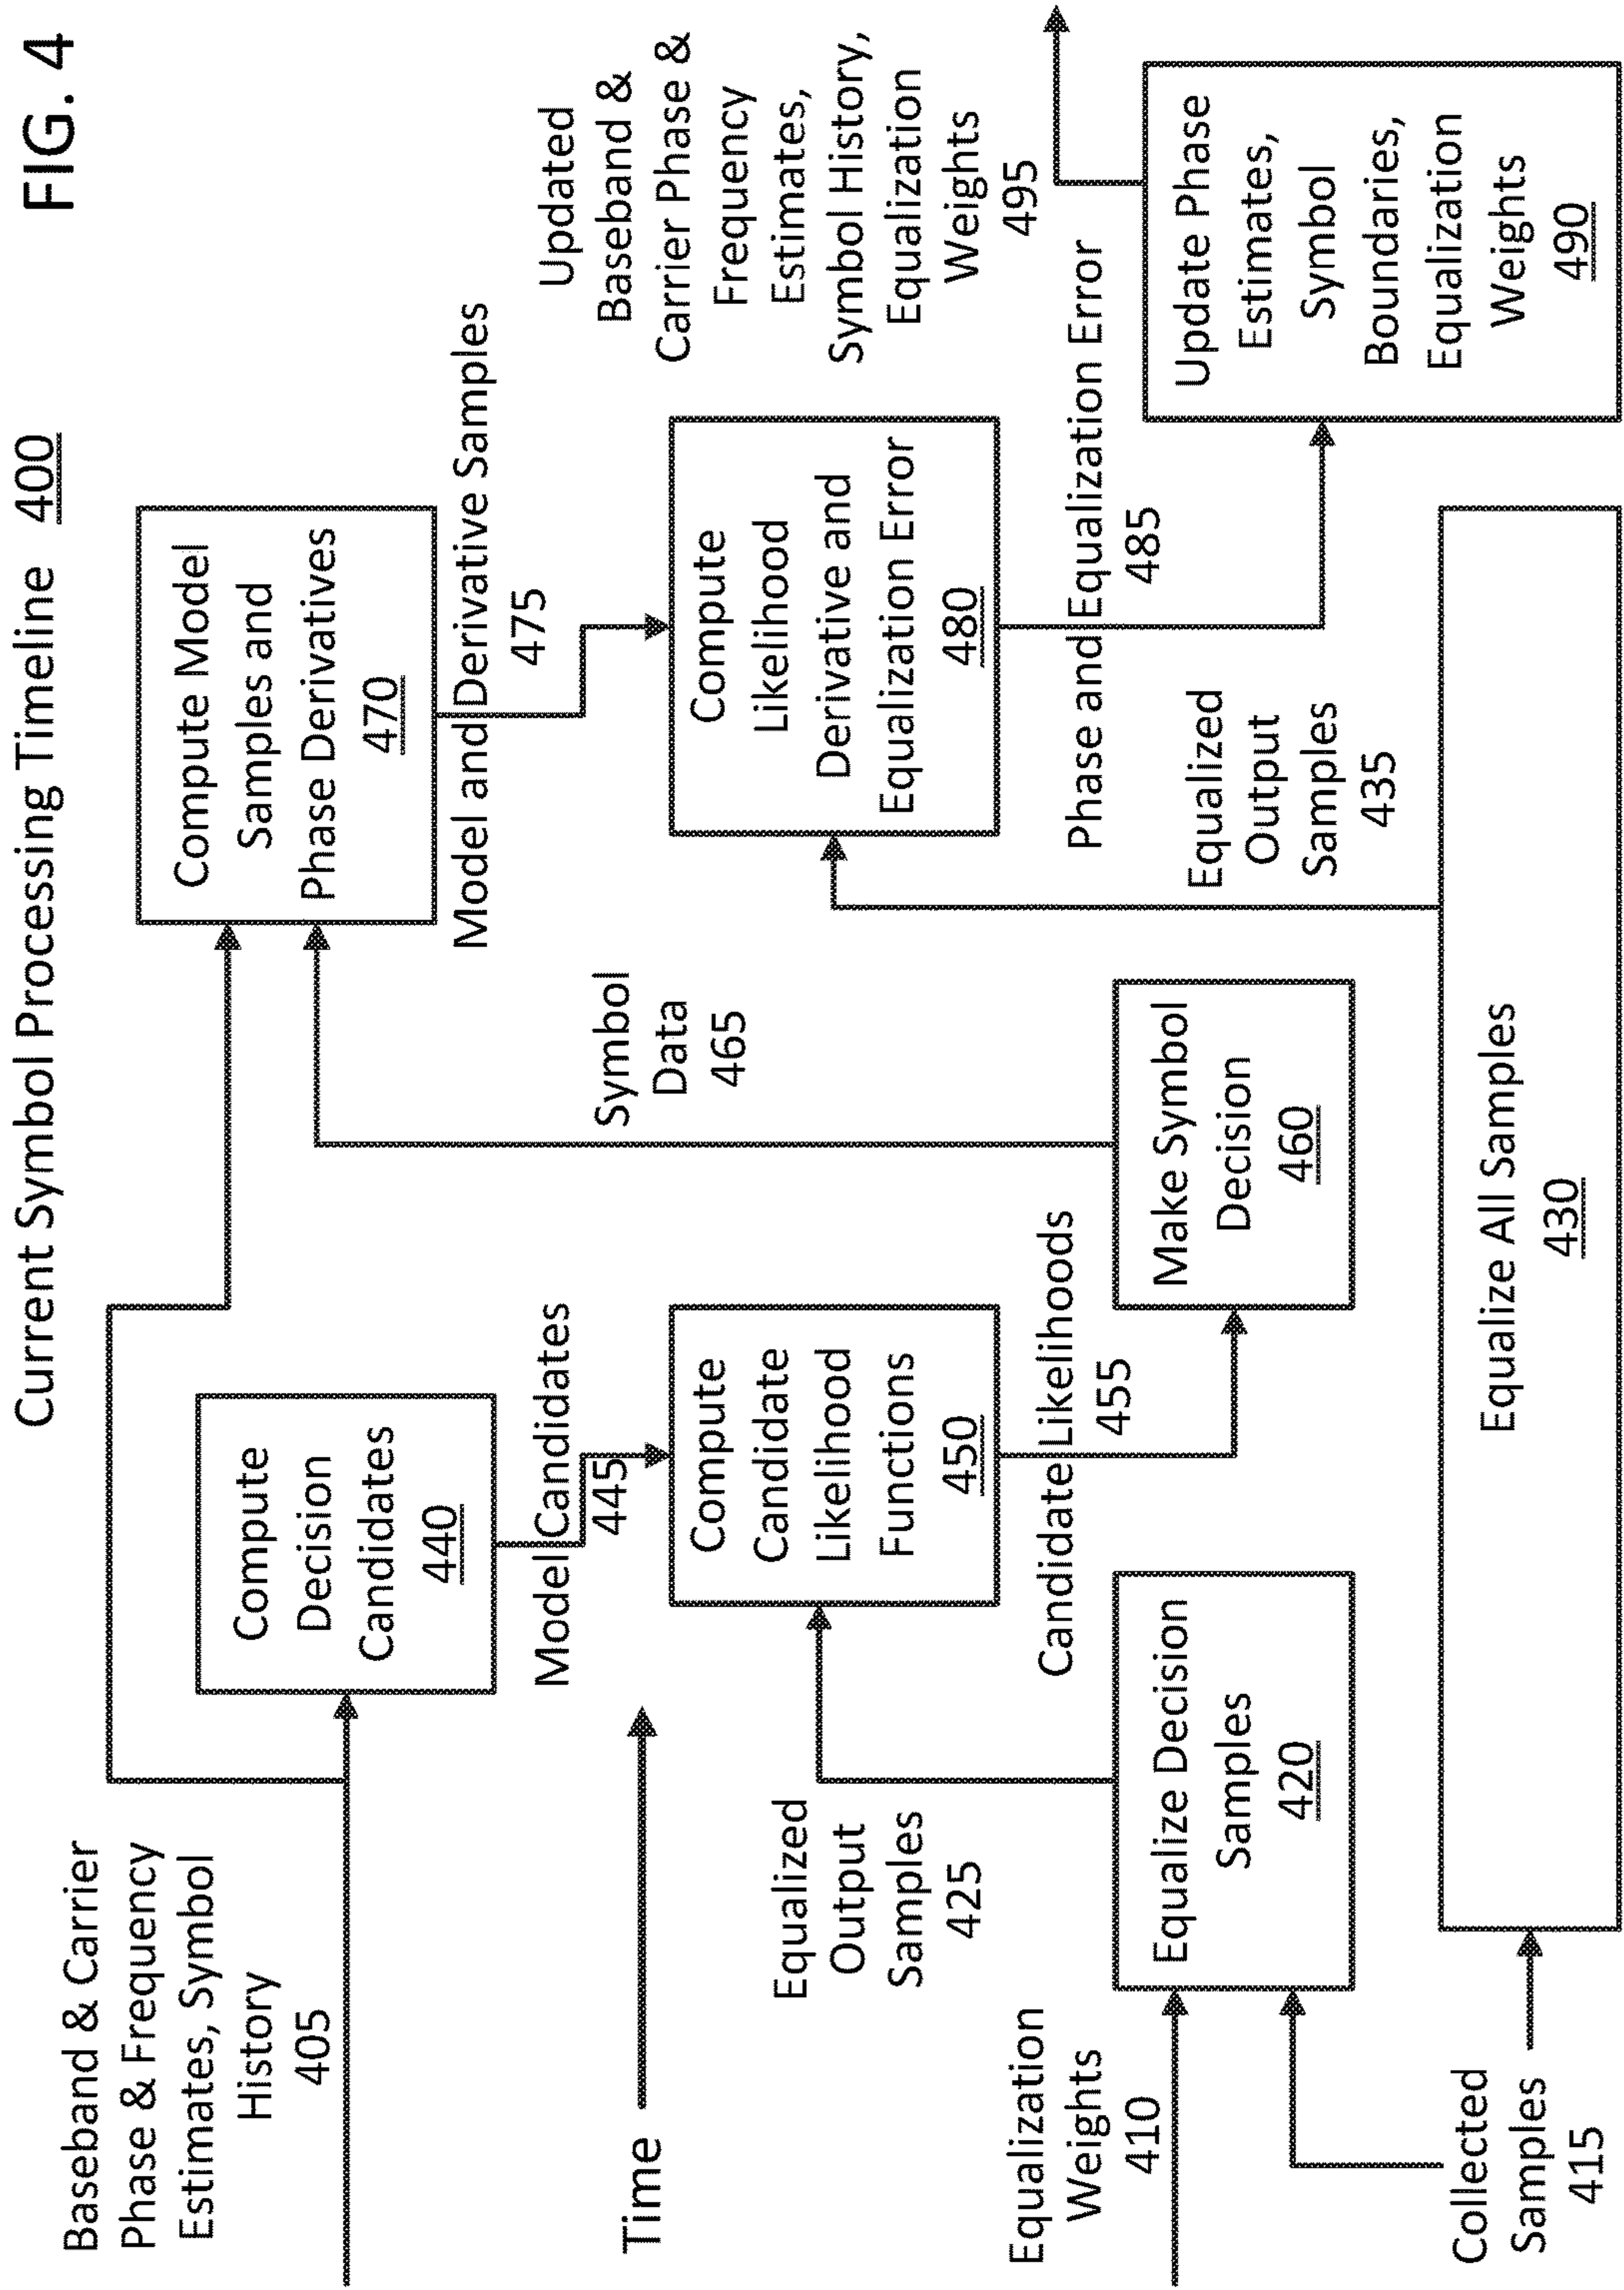 Current Symbol Processing Timeline 400
FIG. 4
Baseband & Carrier
Phase & Frequency
Estimates, Symbol
History
405
Compute
Decision
Candidates
440
Compute Model
Samples and
Phase Derivatives
470
Model Candidates
445
Symbol
Data
465
Model and Derivative Samples
475
Updated
Baseband &
Carrier Phase &
Frequency
Estimates,
Symbol History,
Equalization
Weights
495
Time
Equalized
Output
Samples
425
Compute
Candidate
Likelihood
Functions
450
Compute
Likelihood
Derivative and
Equalization Error
480
Equalization
Weights
410
Candidate Likelihoods
455
Phase and Equalization Error
485
Equalize Decision
Samples
420
Make Symbol
Decision
460
Equalized
Output
Samples
435
Update Phase
Estimates,
Symbol
Boundaries,
Equalization
Weights
490
Collected
Samples
415
Equalize All Samples
430